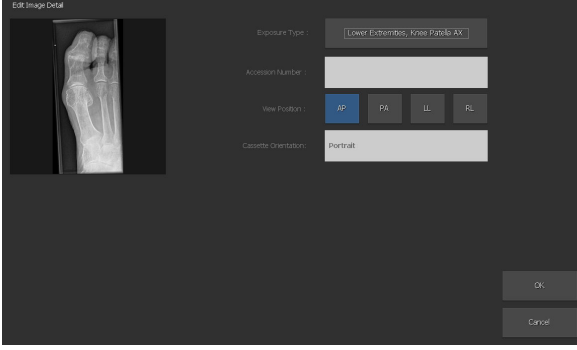 Edit Image Detail
Exposure Type :
Lower Extremities, Knee Patella AX
Accession Number :
View Position :
AP
PA
LL
RL
Cassette Orientation:
Portrait
OK
Cancel